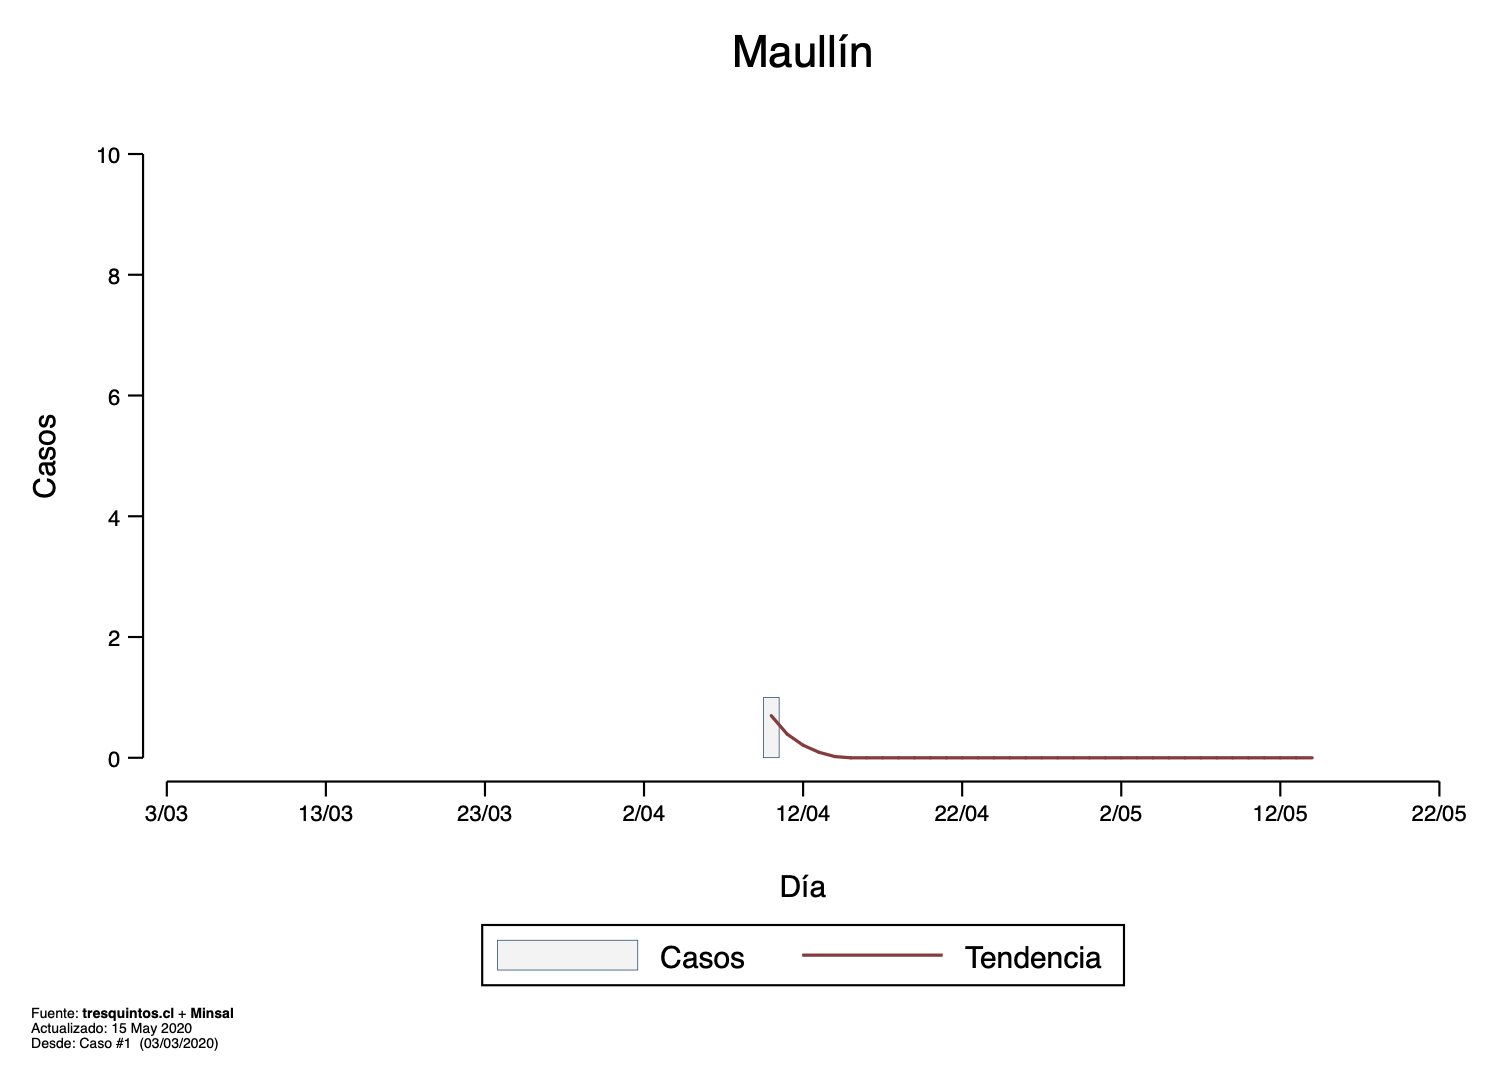 Maullín
10
8
6
4
2
0
Casos
3/03 13/03 23/03 2/04 12/04 22/04 2/05 12/05 22/05
Día
Casos Tendencia
Fuente: tresquintos.cl + Minsal
Actualizado: 15 May 2020
Desde: Caso #1 (03/03/2020)